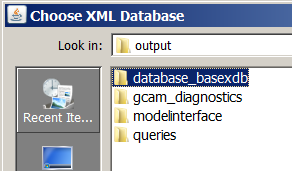 Choose XML Database
Look in: output
Recent Ite...
database_basexdb
gcam_diagnostics
modelinterface
queries